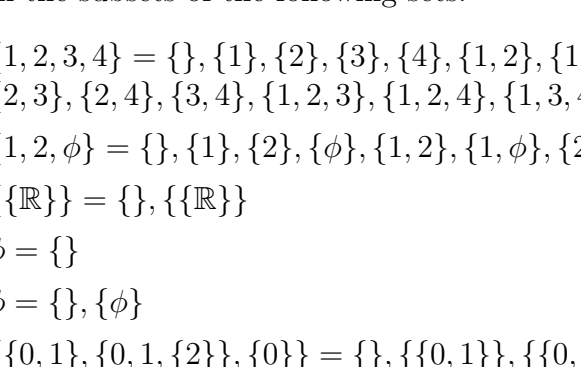 the subsets of the following sets:
1, 2, 3, 4} = {}, {1}, {2}, {3}, {4}, {1, 2}, {1
2, 3}, {2, 4}, {3, 4}, {1, 2, 3}, {1, 2, 4}, {1, 3, 4
{1, 2, ϕ} = {}, {1}, {2}, {ϕ}, {1, 2}, {1, ϕ}, {2
{{ℝ}} = {}, {{ℝ}}
ϕ = {}
ϕ = {}, {ϕ}
{{0, 1}, {0, 1, {2}}, {0}} = {}, {{0, 1}}, {{0,